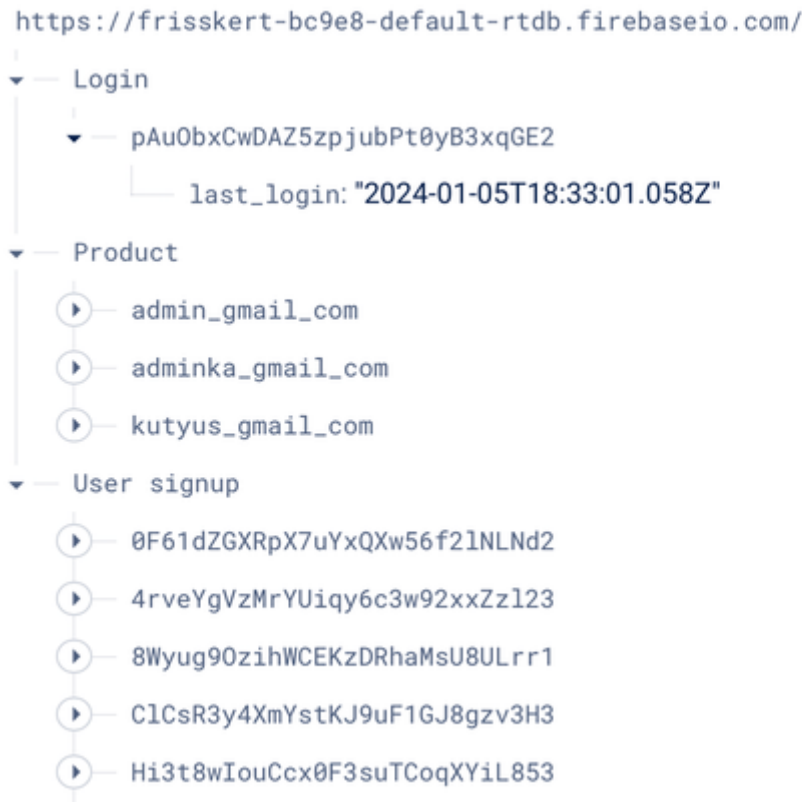 https://frisskert-bc9e8-default-rtdb.firebaseio.com/
Login
pAuObxCwDAZ5zpjubPt0yB3xqGE2
last_login: "2024-01-05T18:33:01.058Z"
Product
admin_gmail_com
adminka_gmail_com
kutyus_gmail_com
User signup
0F61dZGXRpX7uYxQXw56f2lNLNd2
4rveYgVzMrYUiqy6c3w92xxZzl23
8Wyug9OzihWCEKzDRhaMsU8ULrr1
ClCsR3y4XmYstKJ9uF1GJ8gzv3H3
Hi3t8wIouCcx0F3suTCoqXYiL853